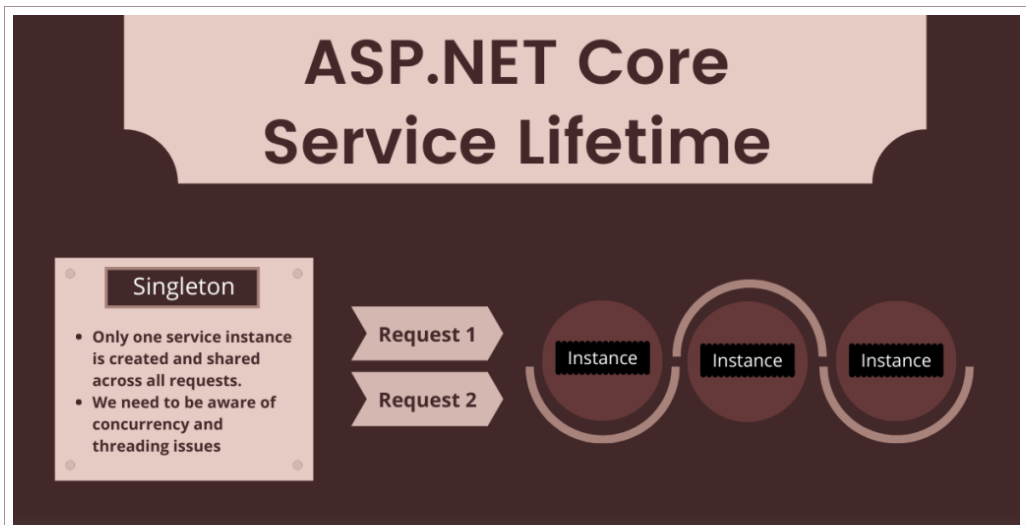 ASP.NET Core
Service Lifetime
Singleton
• Only one service instance
is created and shared
across all requests.
• We need to be aware of
concurrency and
threading issues
Request 1
Request 2
Instance
Instance
Instance